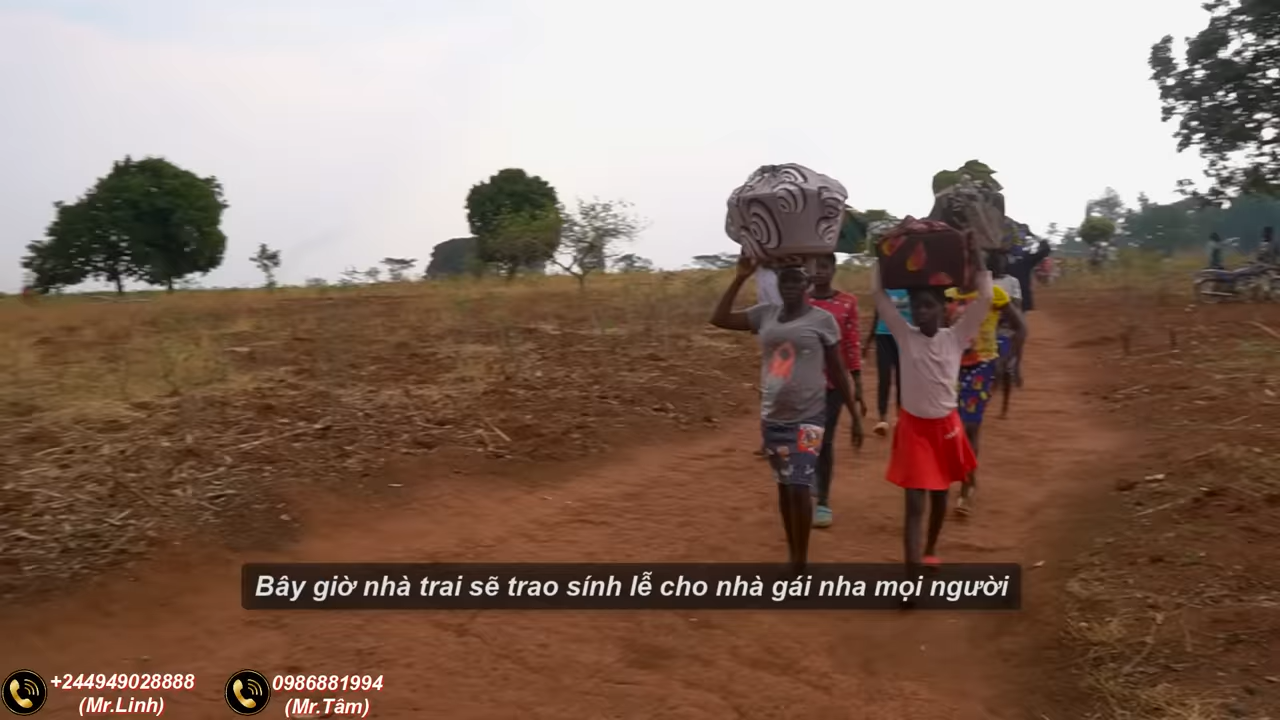 Bây giờ nhà trai sẽ trao sính lễ cho nhà gái nha mọi người
+244949028888
(Mr.Linh)
0986881994
(Mr.Tâm)